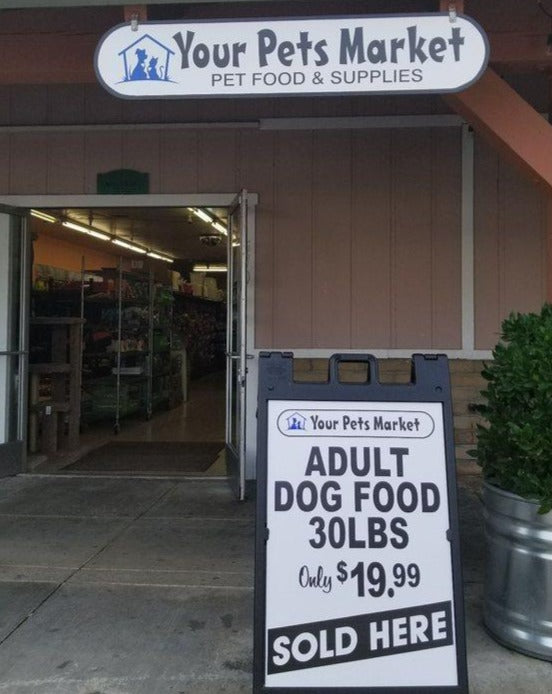 Your Pets Market
PET FOOD & SUPPLIES
Your Pets Market
ADULT
DOG FOOD
30LBS
Only $19.99
SOLD HERE